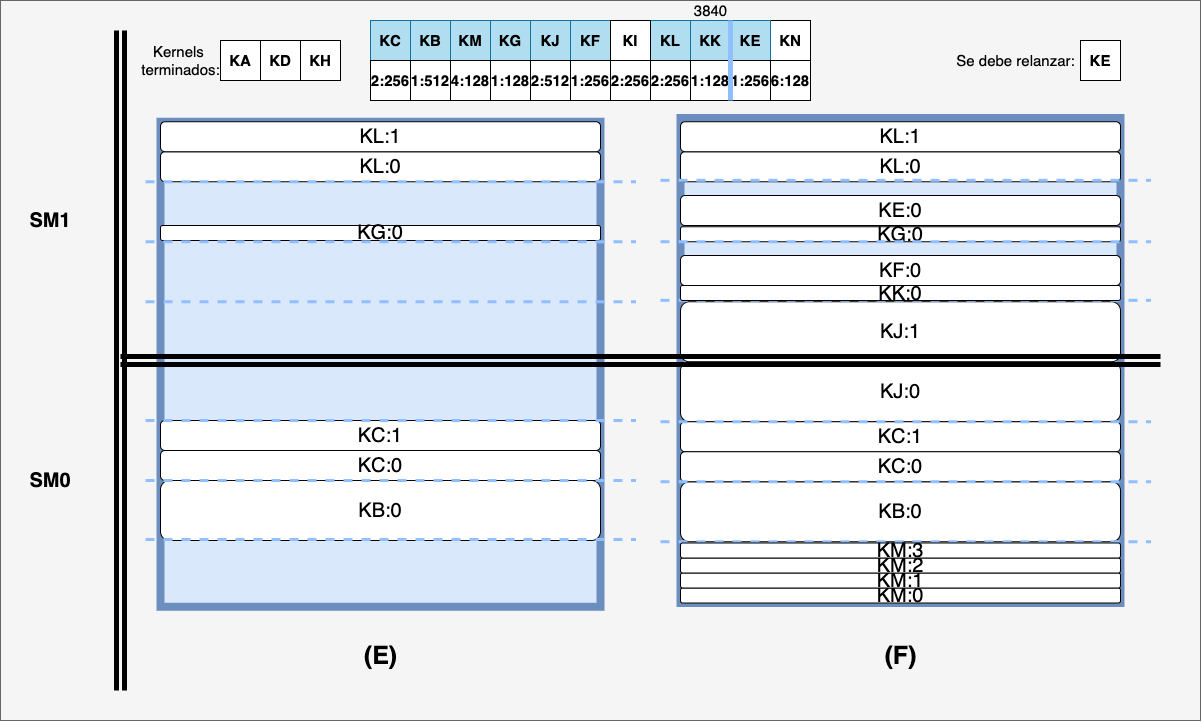 3840
Kernels terminados: KA KD KH
KC KB KM KG KJ KF KI KL KK KE KN
2:256 1:512 4:128 1:128 2:512 1:256 2:256 2:256 1:128 1:256 6:128
Se debe relanzar: KE
SM1
KL:1
KL:0
KG:0
KL:1
KL:0
KE:0
KG:0
KF:0
KK:0
KJ:1
SM0
KC:1
KC:0
KB:0
KJ:0
KC:1
KC:0
KB:0
KM:3
KM:2
KM:1
KM:0
(E)
(F)